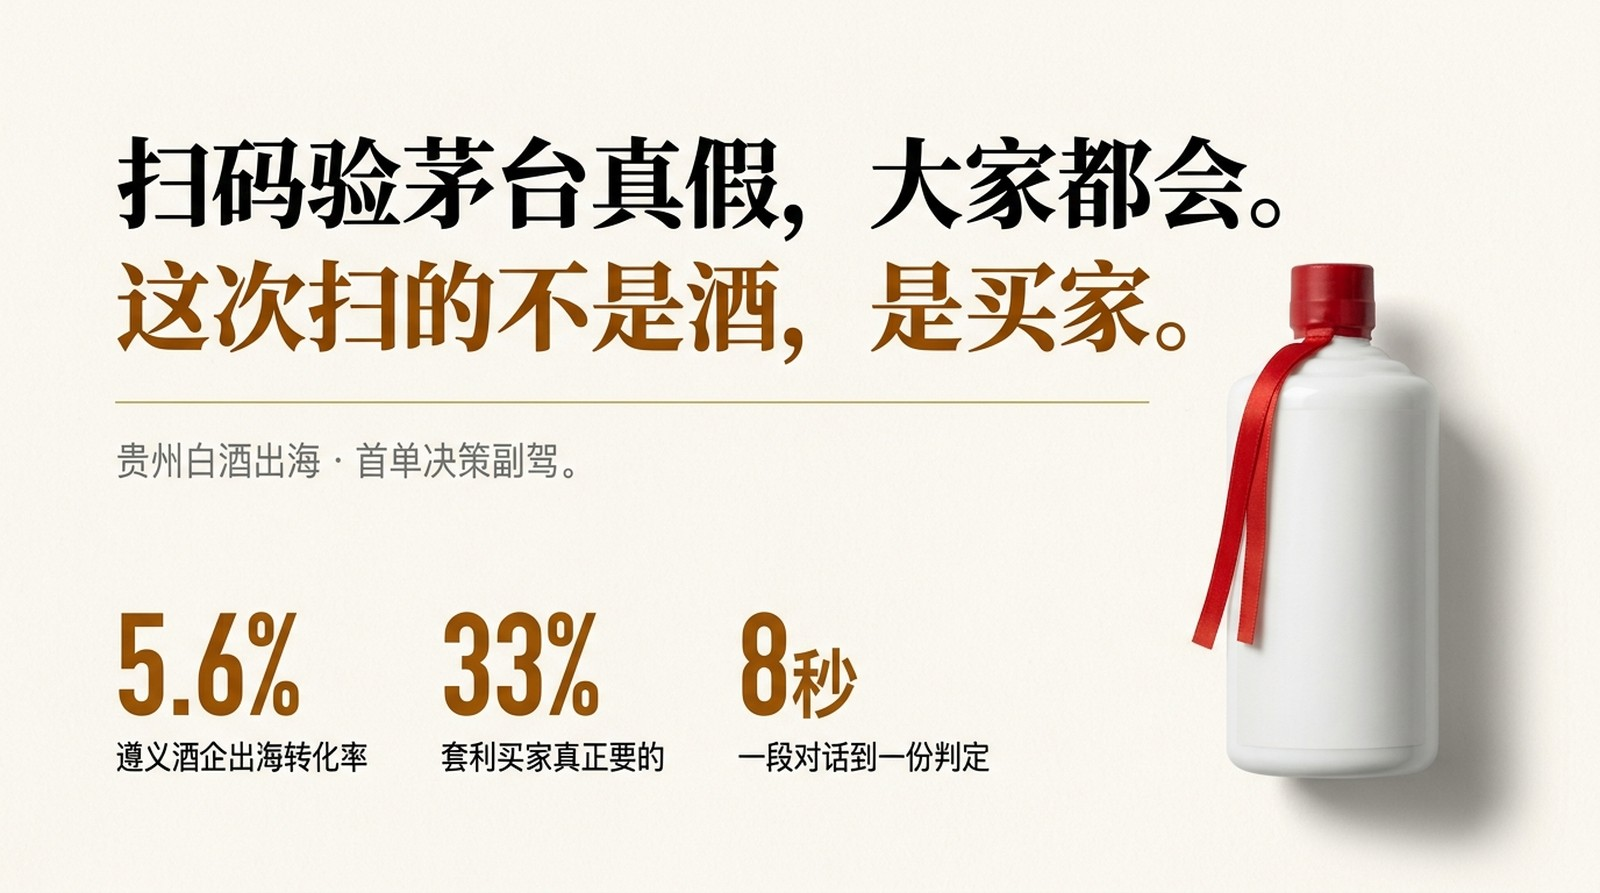 扫码验茅台真假，大家都会。
这次扫的不是酒，是买家。
贵州白酒出海·首单决策副驾。
5.6%
遵义酒企出海转化率
33%
套利买家真正要的
8秒
一段对话到一份判定